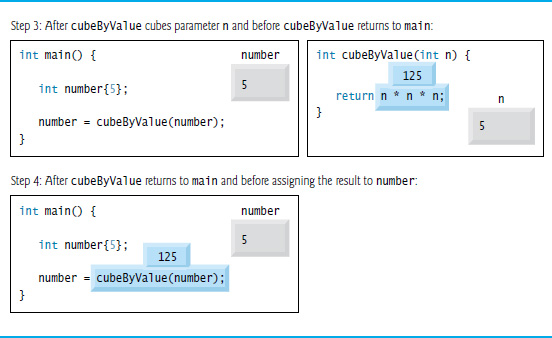 Step 3: After cubeByValue cubes parameter n and before cubeByValue returns to main:
int main() {
number
int number{5};
5
number = cubeByValue(number);
}
int cubeByValue(int n) {
125
return n * n * n;
n
}
5
Step 4: After cubeByValue returns to main and before assigning the result to number:
int main() {
number
int number{5};
5
125
number = cubeByValue(number);
}